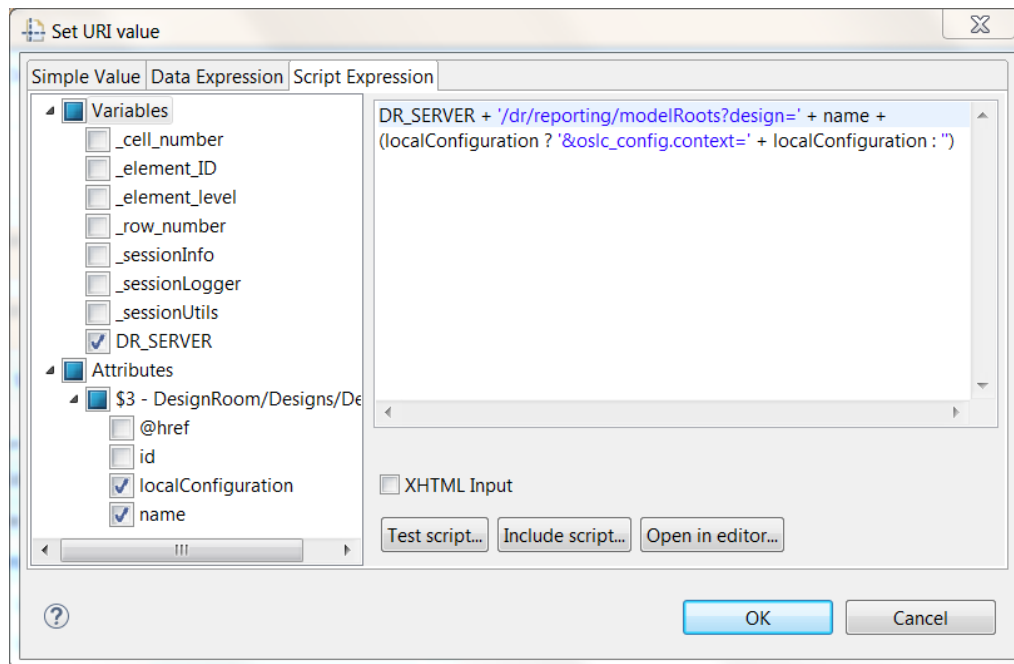 Set URI value
Simple Value
Data Expression
Script Expression
Variables
_cell_number
_element_ID
_element_level
_row_number
_sessionInfo
_sessionLogger
_sessionUtils
DR_SERVER
Attributes
$3 - DesignRoom/Designs/De
@href
id
localConfiguration
name
DR_SERVER + '/dr/reporting/modelRoots?design=' + name +
(localConfiguration ? '&oslc_config.context=' + localConfiguration : '')
XHTML Input
Test script...
Include script...
Open in editor...
OK
Cancel